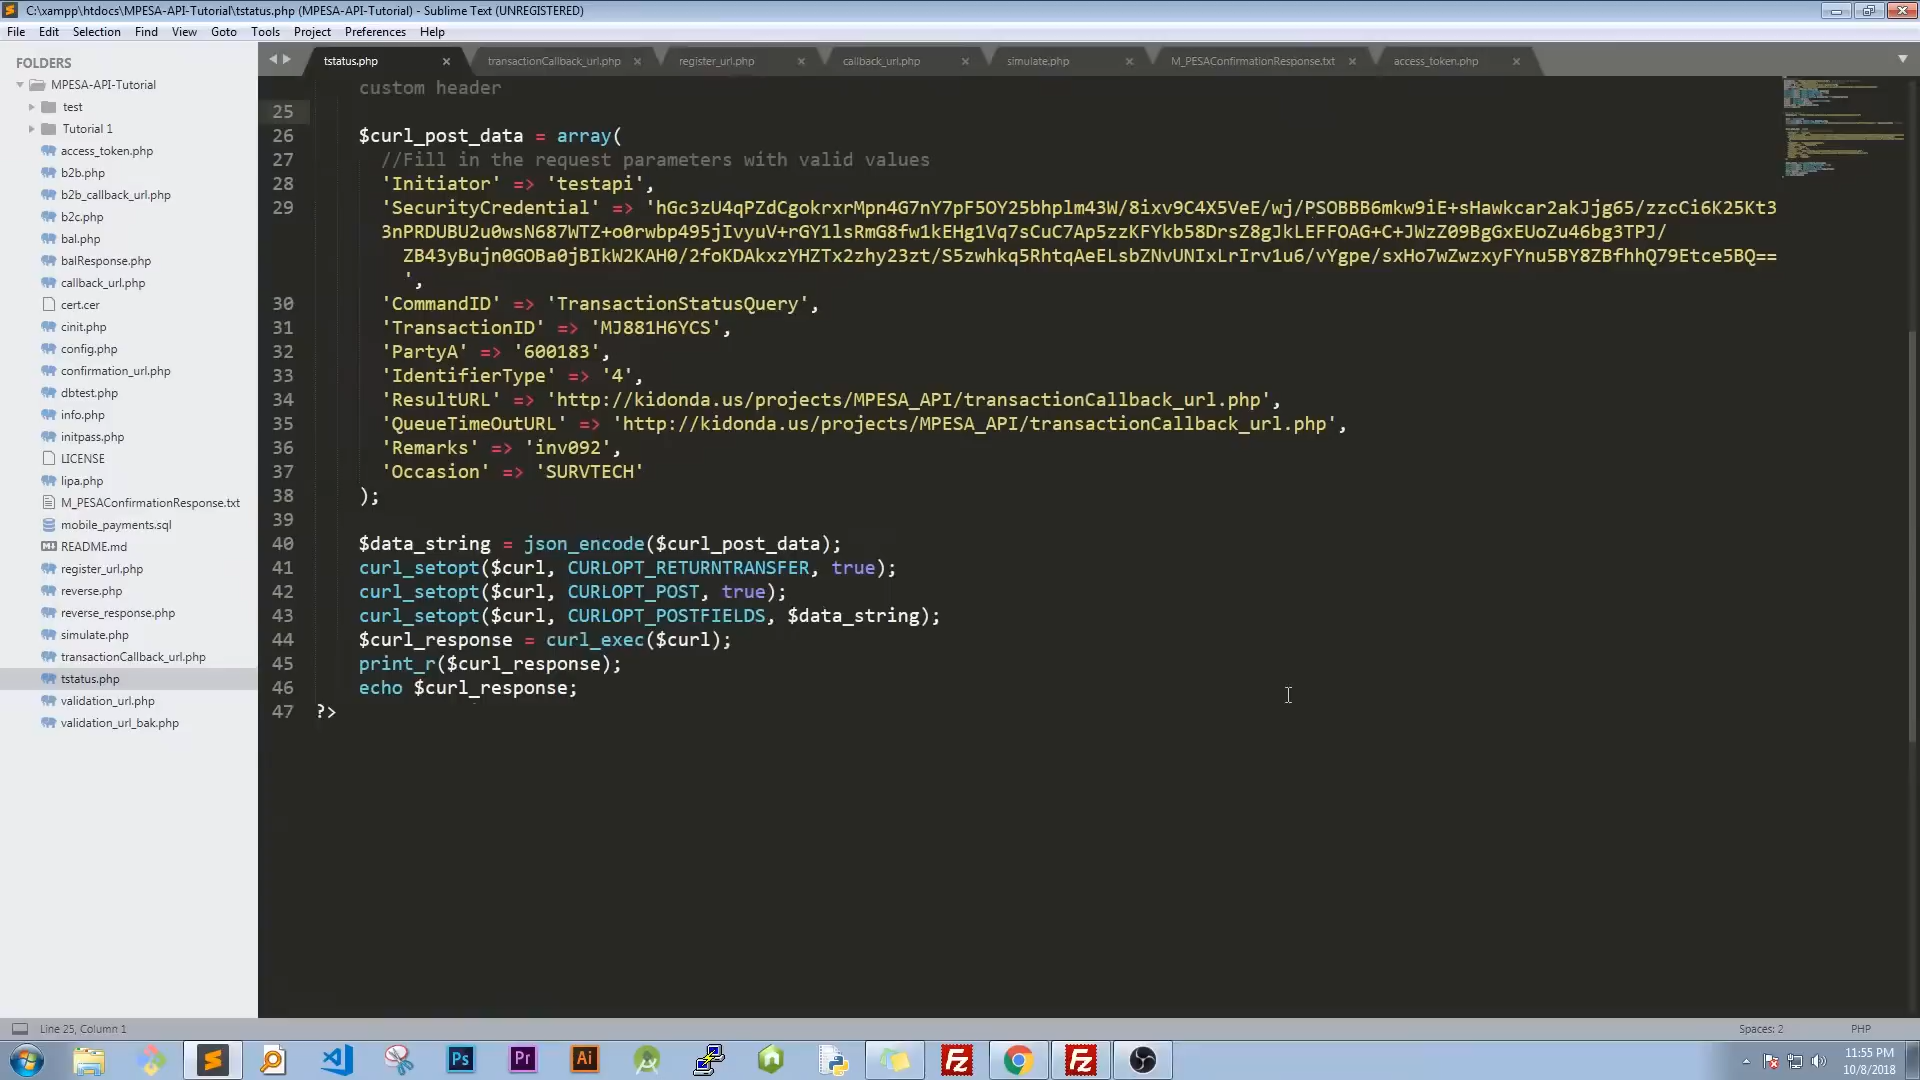 C:\xampp\htdocs\MPESA-API-Tutorial\tstatus.php (MPESA-API-Tutorial) - Sublime Text (UNREGISTERED)
File Edit Selection Find View Goto Tools Project Preferences Help
FOLDERS
MPESA-API-Tutorial
test
Tutorial 1
access_token.php
b2b.php
b2b_callback_url.php
b2c.php
bal.php
balResponse.php
callback_url.php
cert.cer
cinit.php
config.php
confirmation_url.php
dbtest.php
info.php
initpass.php
LICENSE
lipa.php
M_PESAConfirmationResponse.txt
mobile_payments.sql
README.md
register_url.php
reverse.php
reverse_response.php
simulate.php
transactionCallback_url.php
tstatus.php
validation_url.php
validation_url_bak.php
tstatus.php transactionCallback_url.php register_url.php callback_url.php simulate.php M_PESAConfirmationResponse.txt access_token.php
custom header
25
26 $curl_post_data = array(
27 //Fill in the request parameters with valid values
28 'Initiator' => 'testapi',
29 'SecurityCredential' => 'hGc3zU4qPZdCgokrxrMpn4G7nY7pF5OY25bhplm43W/8ixv9C4X5VeE/wj/PSOBBB6mkw9iE+sHawkcar2akJjg65/zzcCi6K25Kt3
3nPRDUBU2u0wsN687WTZ+o0rwbp495jIvyuV+rGY1lsRmG8fw1kEHg1Vq7sCuC7Ap5zzKFYkb58DrsZ8gJkLEFFOAG+C+JWzZ09BgGxEUoZu46bg3TPJ/
ZB43yBujn0GOBa0jBIkW2KAH0/2foKDAkxzYHZTx2zhy23zt/S5zwhkq5RhtqAeELsbZNvUNIxLrIrv1u6/vYgpe/sxHo7wZwzxyFYnu5BY8ZBfhhQ79Etce5BQ==
',
30 'CommandID' => 'TransactionStatusQuery',
31 'TransactionID' => 'MJ881H6YCS',
32 'PartyA' => '600183',
33 'IdentifierType' => '4',
34 'ResultURL' => 'http://kidonda.us/projects/MPESA_API/transactionCallback_url.php',
35 'QueueTimeOutURL' => 'http://kidonda.us/projects/MPESA_API/transactionCallback_url.php',
36 'Remarks' => 'inv092',
37 'Occasion' => 'SURVTECH'
38 );
39
40 $data_string = json_encode($curl_post_data);
41 curl_setopt($curl, CURLOPT_RETURNTRANSFER, true);
42 curl_setopt($curl, CURLOPT_POST, true);
43 curl_setopt($curl, CURLOPT_POSTFIELDS, $data_string);
44 $curl_response = curl_exec($curl);
45 print_r($curl_response);
46 echo $curl_response;
47 ?>
Line 25, Column 1 Spaces: 2 PHP
Ps Pr Ai Fz Fz
11:55 PM
10/8/2018